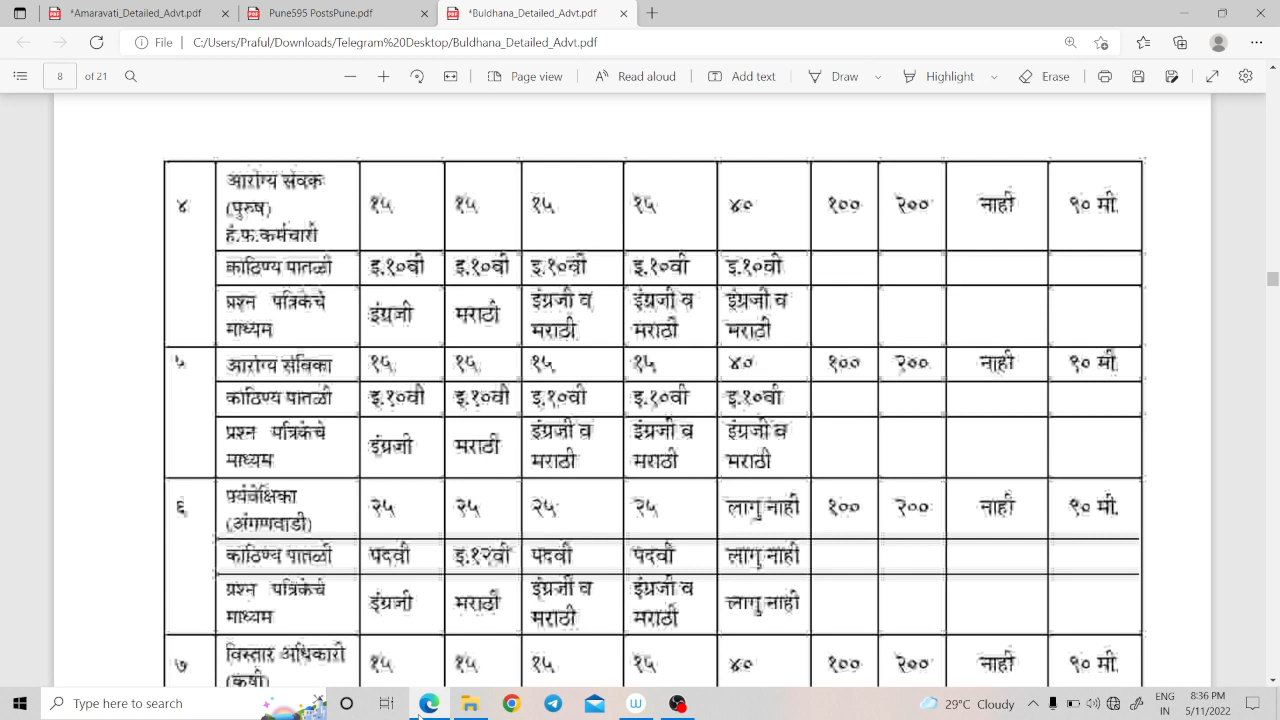 *Amaravati_Detailed_Advt.pdf
Pune595 PostsPune.pdf
*Buldhana_Detailed_Advt.pdf
File C:/Users/Praful/Downloads/Telegram%20Desktop/Buldhana_Detailed_Advt.pdf
8 of 21 Page view Read aloud Add text Draw Highlight Erase
४ आरोग्य सेवक १५ १५ १५ १५ ४० १०० २०० नाही ९० मी.
(पुरुष)
हं.फ.कर्मचारी
काठिण्य पातळी इ.१०वी इ.१०वी इ.१०वी इ.१०वी इ.१०वी
प्रश्न पत्रिकेचे इंग्रजी मराठी इंग्रजी व इंग्रजी व इंग्रजी व
माध्यम मराठी मराठी मराठी
५ आरोग्य सेविका १५ १५ १५ १५ ४० १०० २०० नाही ९० मी.
काठिण्य पातळी इ.१०वी इ.१०वी इ.१०वी इ.१०वी इ.१०वी
प्रश्न पत्रिकेचे इंग्रजी मराठी इंग्रजी व इंग्रजी व इंग्रजी व
माध्यम मराठी मराठी मराठी
६ पर्यवेक्षिका २५ २५ २५ २५ लागु नाही १०० २०० नाही ९० मी.
(अंगणवाडी)
काठिण्य पातळी पदवी इ.१२वी पदवी पदवी लागु नाही
प्रश्न पत्रिकेचे इंग्रजी मराठी इंग्रजी व इंग्रजी व लागु नाही
माध्यम मराठी मराठी
७ विस्तार अधिकारी १५ १५ १५ १५ ४० १०० २०० नाही ९० मी.
(कृषी)
Type here to search
29°C Cloudy
ENG 8:36 PM
IN 5/11/2022